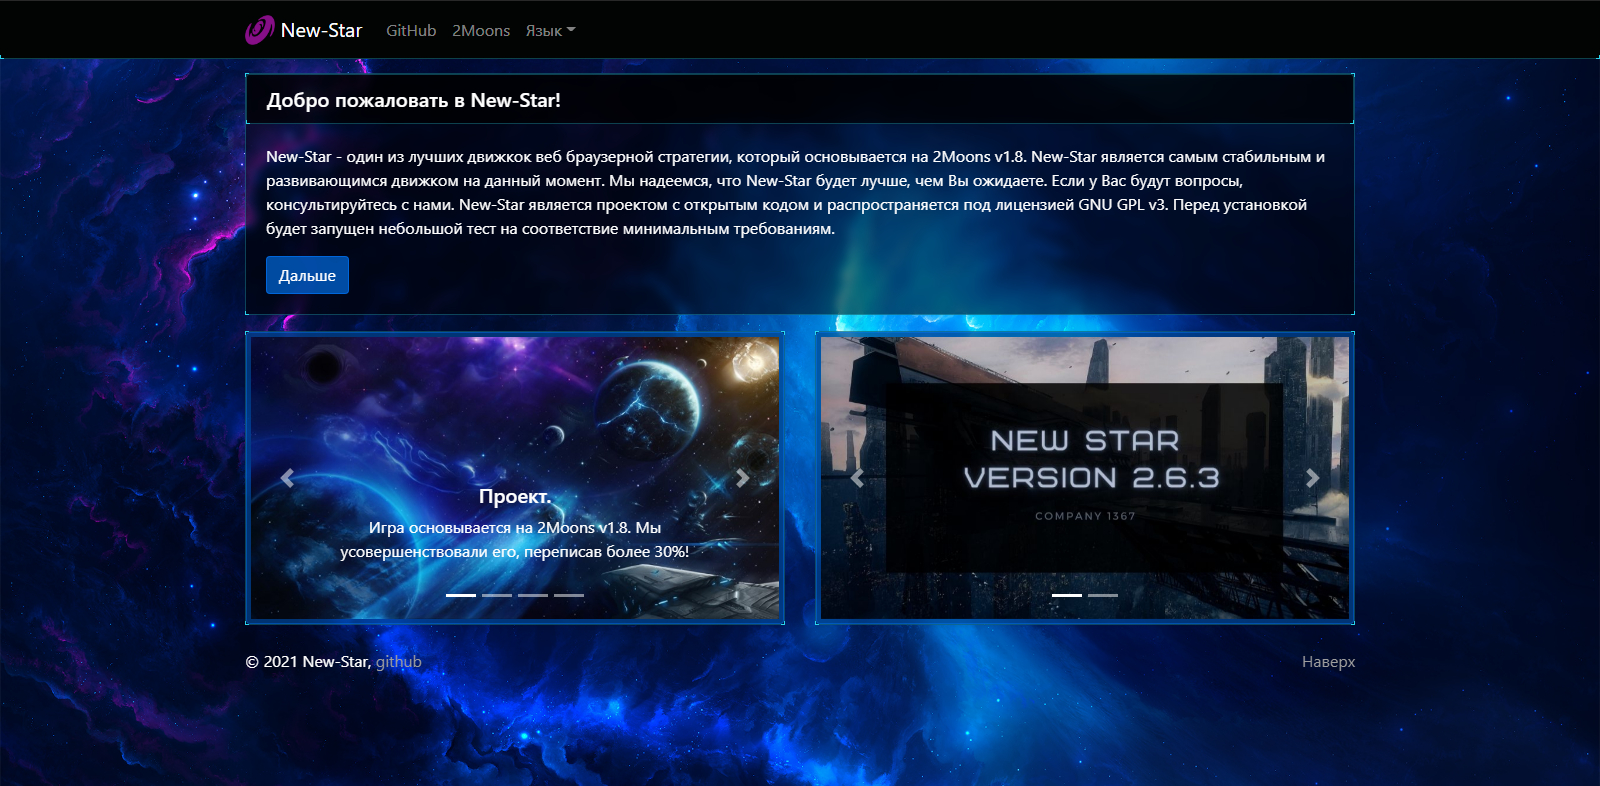 New-Star GitHub 2Moons Язык
Добро пожаловать в New-Star!
New-Star - один из лучших движкок веб браузерной стратегии, который основывается на 2Moons v1.8. New-Star является самым стабильным и
развивающимся движком на данный момент. Мы надеемся, что New-Star будет лучше, чем Вы ожидаете. Если у Вас будут вопросы,
консультируйтесь с нами. New-Star является проектом с открытым кодом и распространяется под лицензией GNU GPL v3. Перед установкой
будет запущен небольшой тест на соответствие минимальным требованиям.
Дальше
Проект.
Игра основывается на 2Moons v1.8. Мы
усовершенствовали его, переписав более 30%!
NEW STAR
VERSION 2.6.3
COMPANY 1367
© 2021 New-Star, github
Наверх